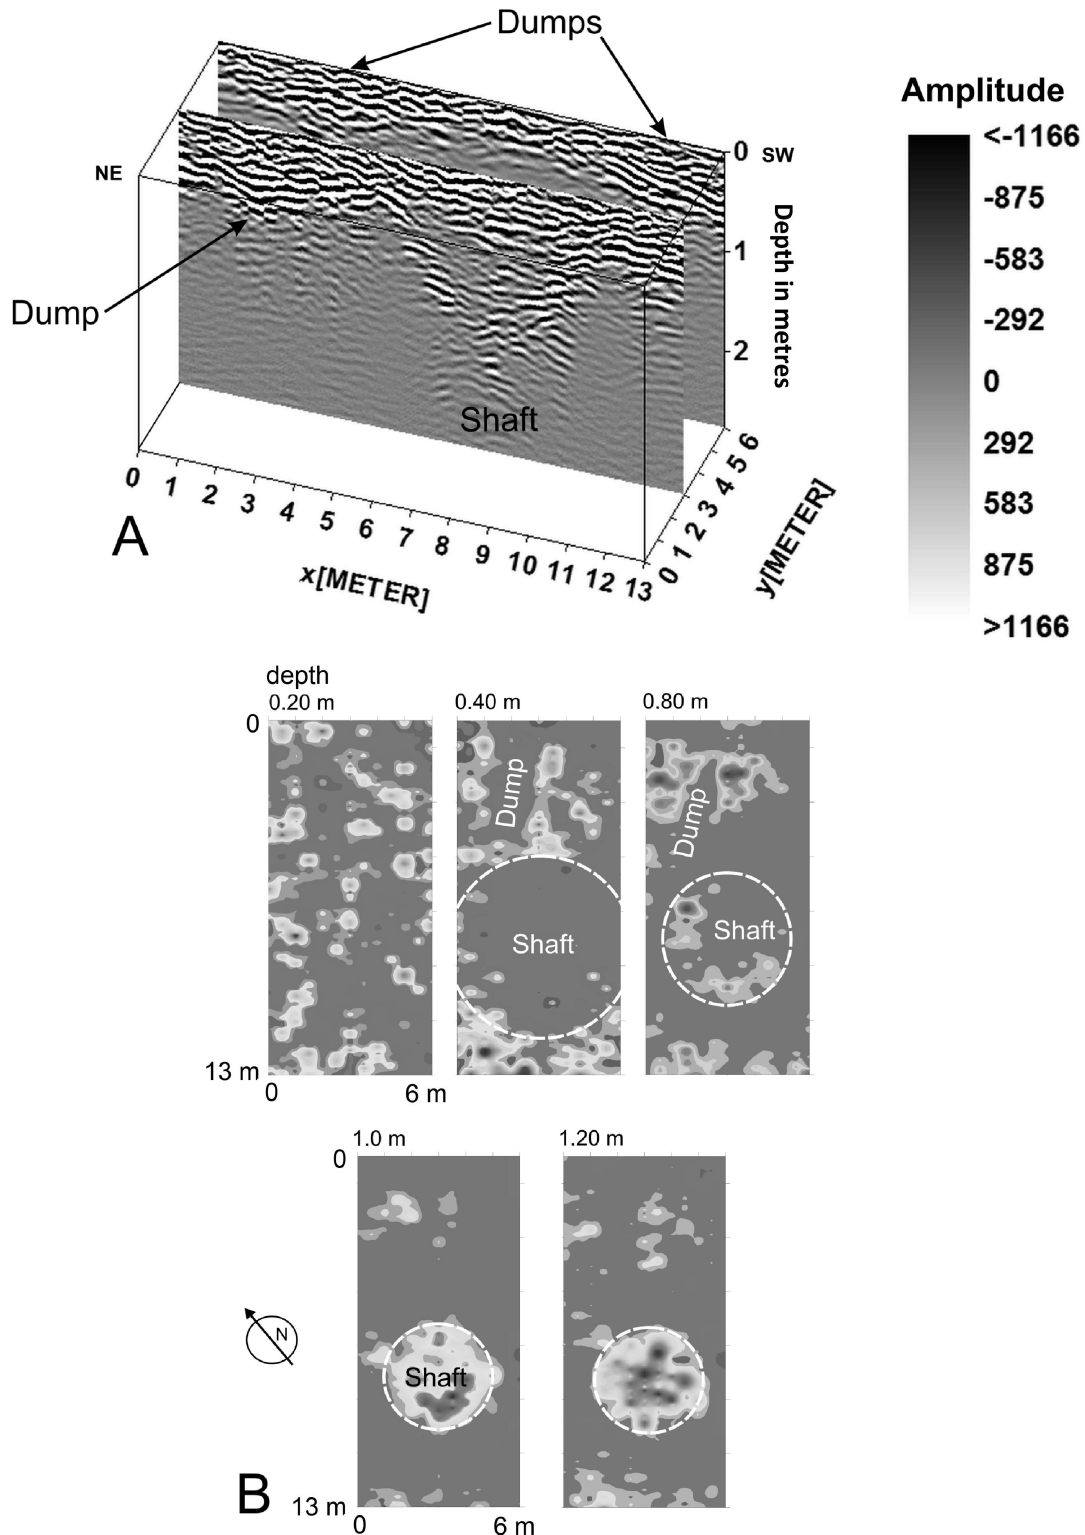 Dumps
Amplitude
<-1166
-875
-583
-292
0
292
583
875
>1166
NE
0 SW
1
2
Depth in metres
Dump
Shaft
0 1 2 3 4 5 6 7 8 9 10 11 12 13
x[METER]
0 1 2 3 4 5 6
y[METER]
A
depth
0.20 m
0.40 m
0.80 m
0
Dump
Dump
Shaft
Shaft
13 m
0
6 m
1.0 m
1.20 m
0
N
Shaft
B
13 m
0
6 m